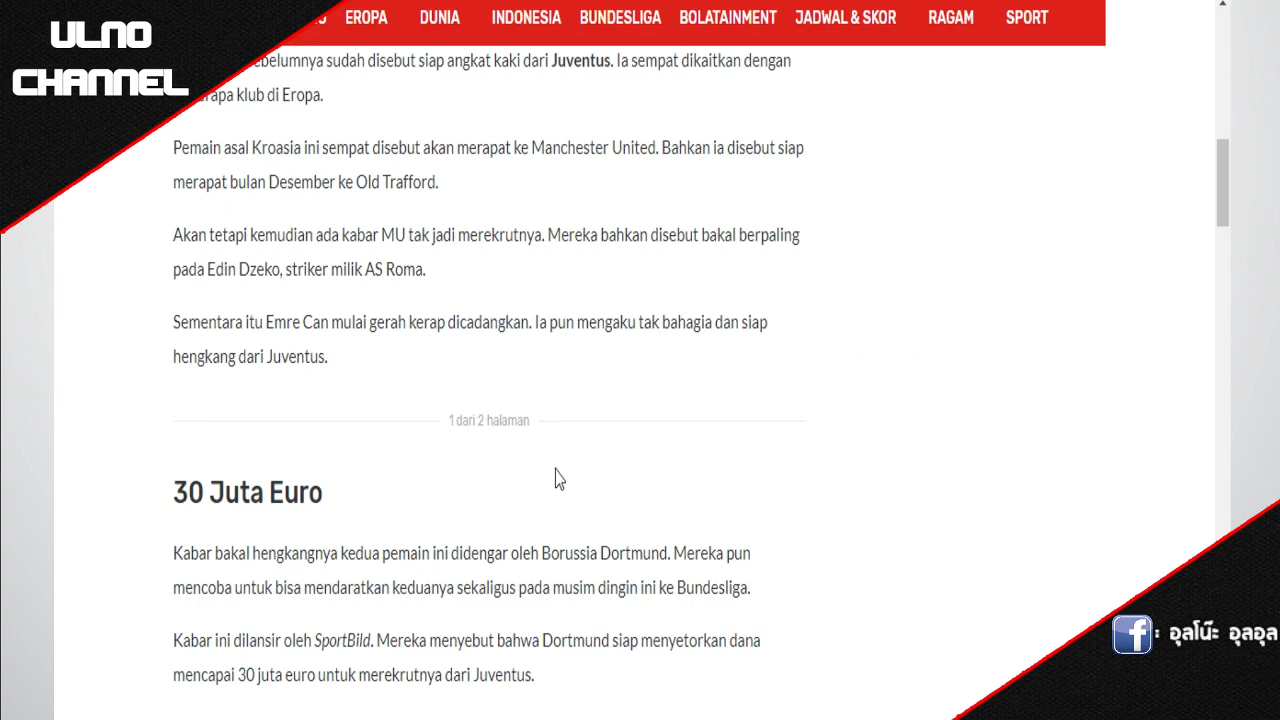 ULNO
CHANNEL
EROPA DUNIA INDONESIA BUNDESLIGA BOLATAINMENT JADWAL & SKOR RAGAM SPORT
sudah disebut siap angkat kaki dari Juventus. Ia sempat dikaitkan dengan
klub di Eropa.
Pemain asal Kroasia ini sempat disebut akan merapat ke Manchester United. Bahkan ia disebut siap
merapat bulan Desember ke Old Trafford.
Akan tetapi kemudian ada kabar MU tak jadi merekrutnya. Mereka bahkan disebut bakal berpaling
pada Edin Dzeko, striker milik AS Roma.
Sementara itu Emre Can mulai gerah kerap dicadangkan. Ia pun mengaku tak bahagia dan siap
hengkang dari Juventus.
1 dari 2 halaman
30 Juta Euro
Kabar bakal hengkangnya kedua pemain ini didengar oleh Borussia Dortmund. Mereka pun
mencoba untuk bisa mendaratkan keduanya sekaligus pada musim dingin ini ke Bundesliga.
Kabar ini dilansir oleh SportBild. Mereka menyebut bahwa Dortmund siap menyetorkan dana
mencapai 30 juta euro untuk merekrutnya dari Juventus.
f : อุลโน๊ะ อุลอุล